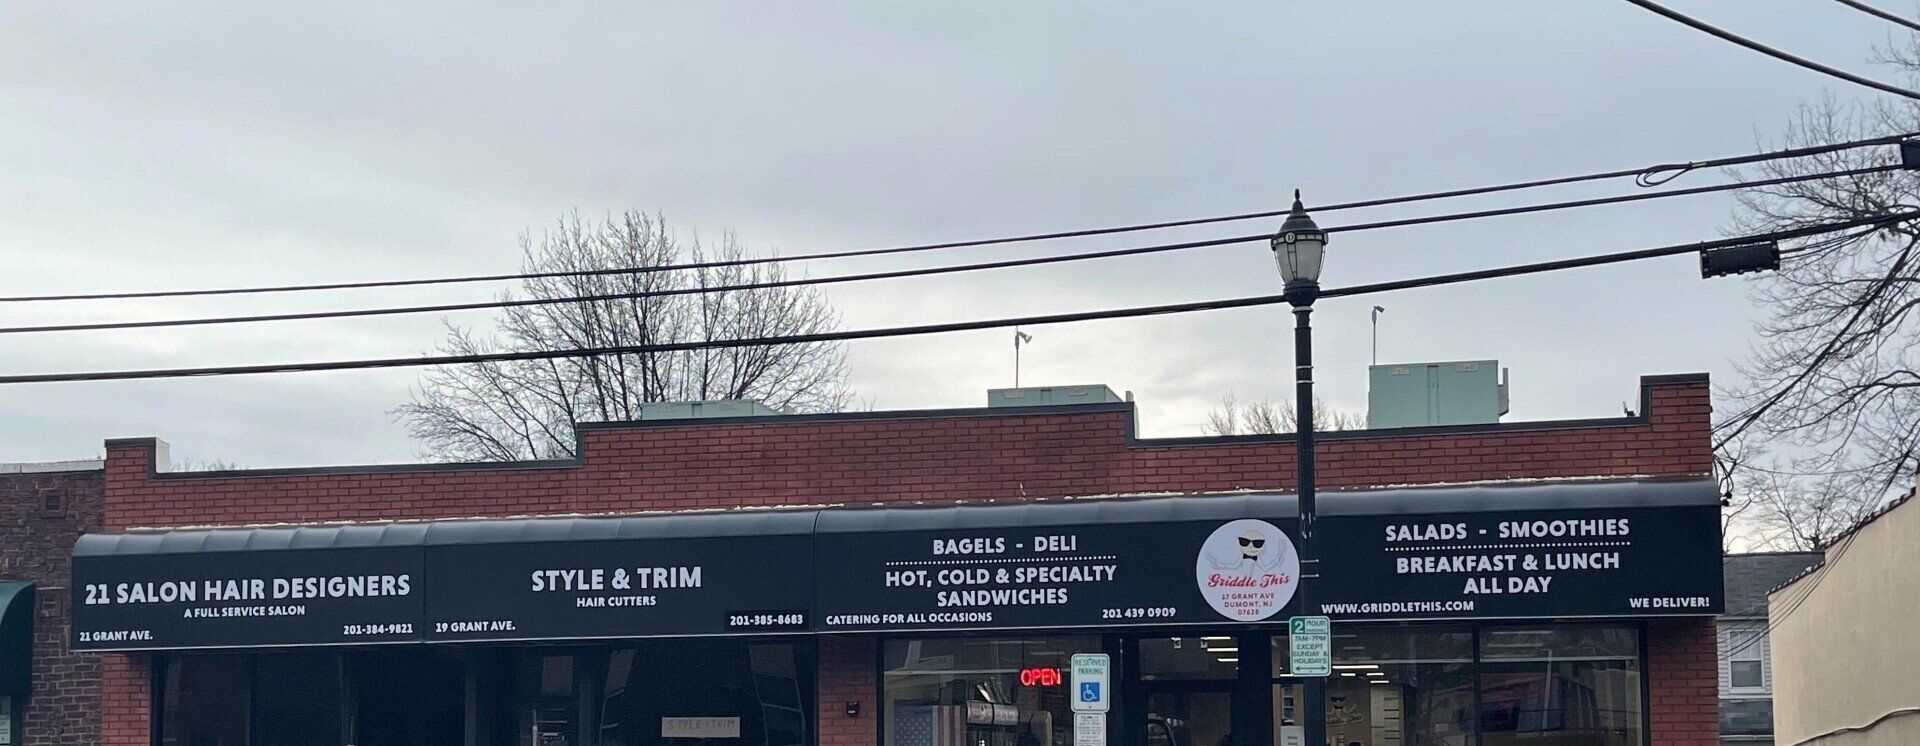 21 SALON HAIR DESIGNERS
A FULL SERVICE SALON
21 GRANT AVE.
201-384-9821
STYLE & TRIM
HAIR CUTTERS
19 GRANT AVE.
201-385-8683
BAGELS - DELI
HOT, COLD & SPECIALTY
SANDWICHES
CATERING FOR ALL OCCASIONS
201 439 0909
Griddle This
17 GRANT AVE
DUMONT, NJ
07628
SALADS - SMOOTHIES
BREAKFAST & LUNCH
ALL DAY
WWW.GRIDDLETHIS.COM
WE DELIVER!
STYLE & TRIM
OPEN
RESERVED
PARKING
2 HOUR
7AM-7PM
EXCEPT
SUNDAY &
HOLIDAYS